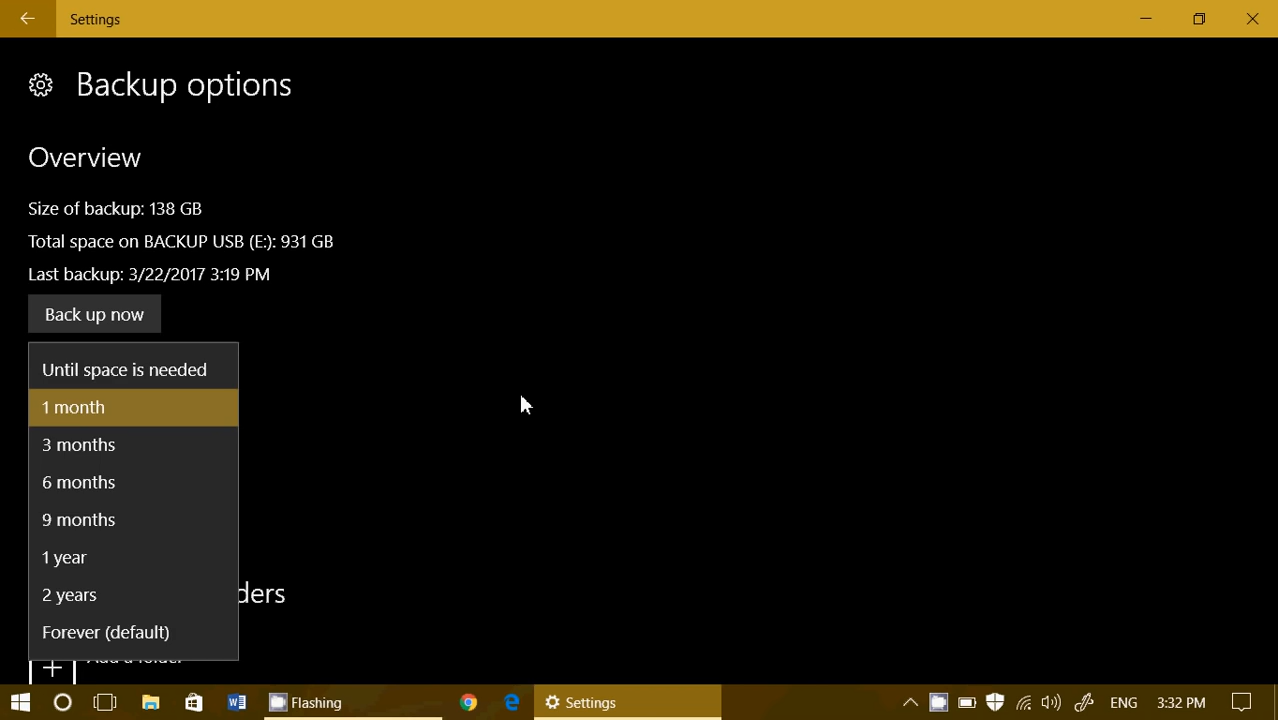 Settings
Backup options
Overview
Size of backup: 138 GB
Total space on BACKUP USB (E:): 931 GB
Last backup: 3/22/2017 3:19 PM
Back up now
Until space is needed
1 month
3 months
6 months
9 months
1 year
2 years
ders
Forever (default)
Add a folder
Flashing
Settings
ENG
3:32 PM